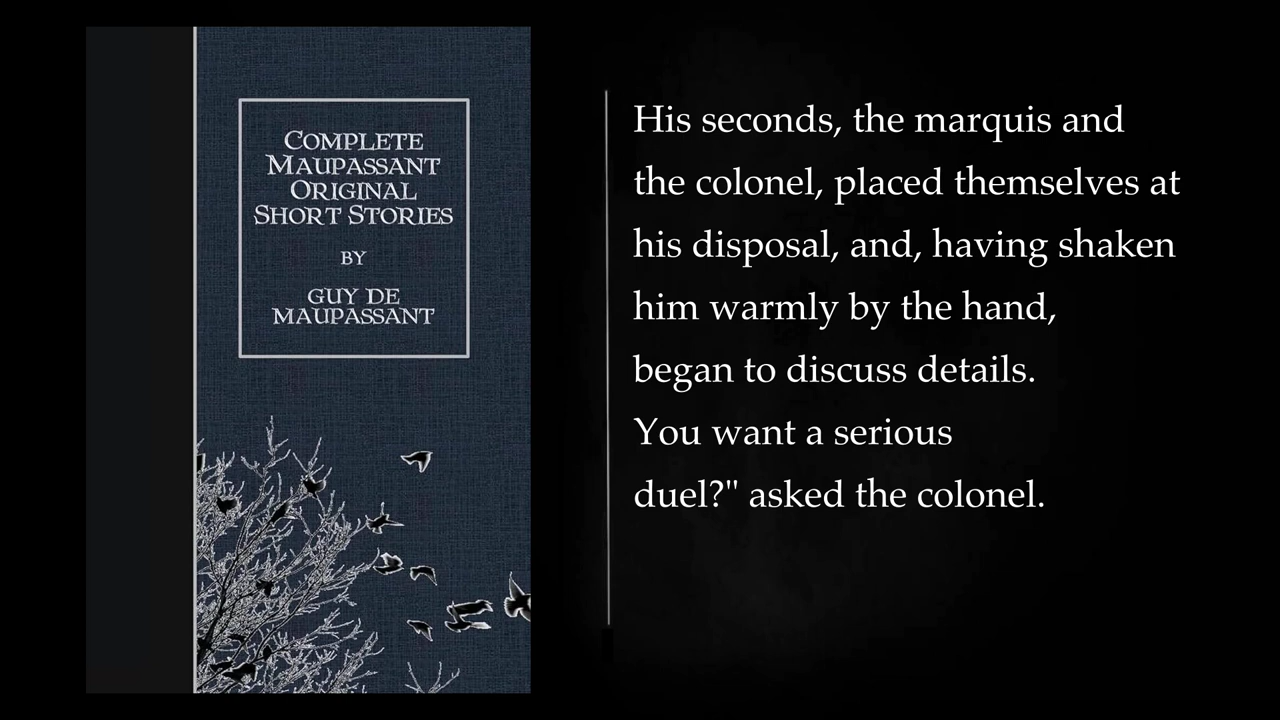 COMPLETE
MAUPASSANT
ORIGINAL
SHORT STORIES
BY
GUY DE
MAUPASSANT
His seconds, the marquis and
the colonel, placed themselves at
his disposal, and, having shaken
him warmly by the hand,
began to discuss details.
You want a serious
duel?" asked the colonel.